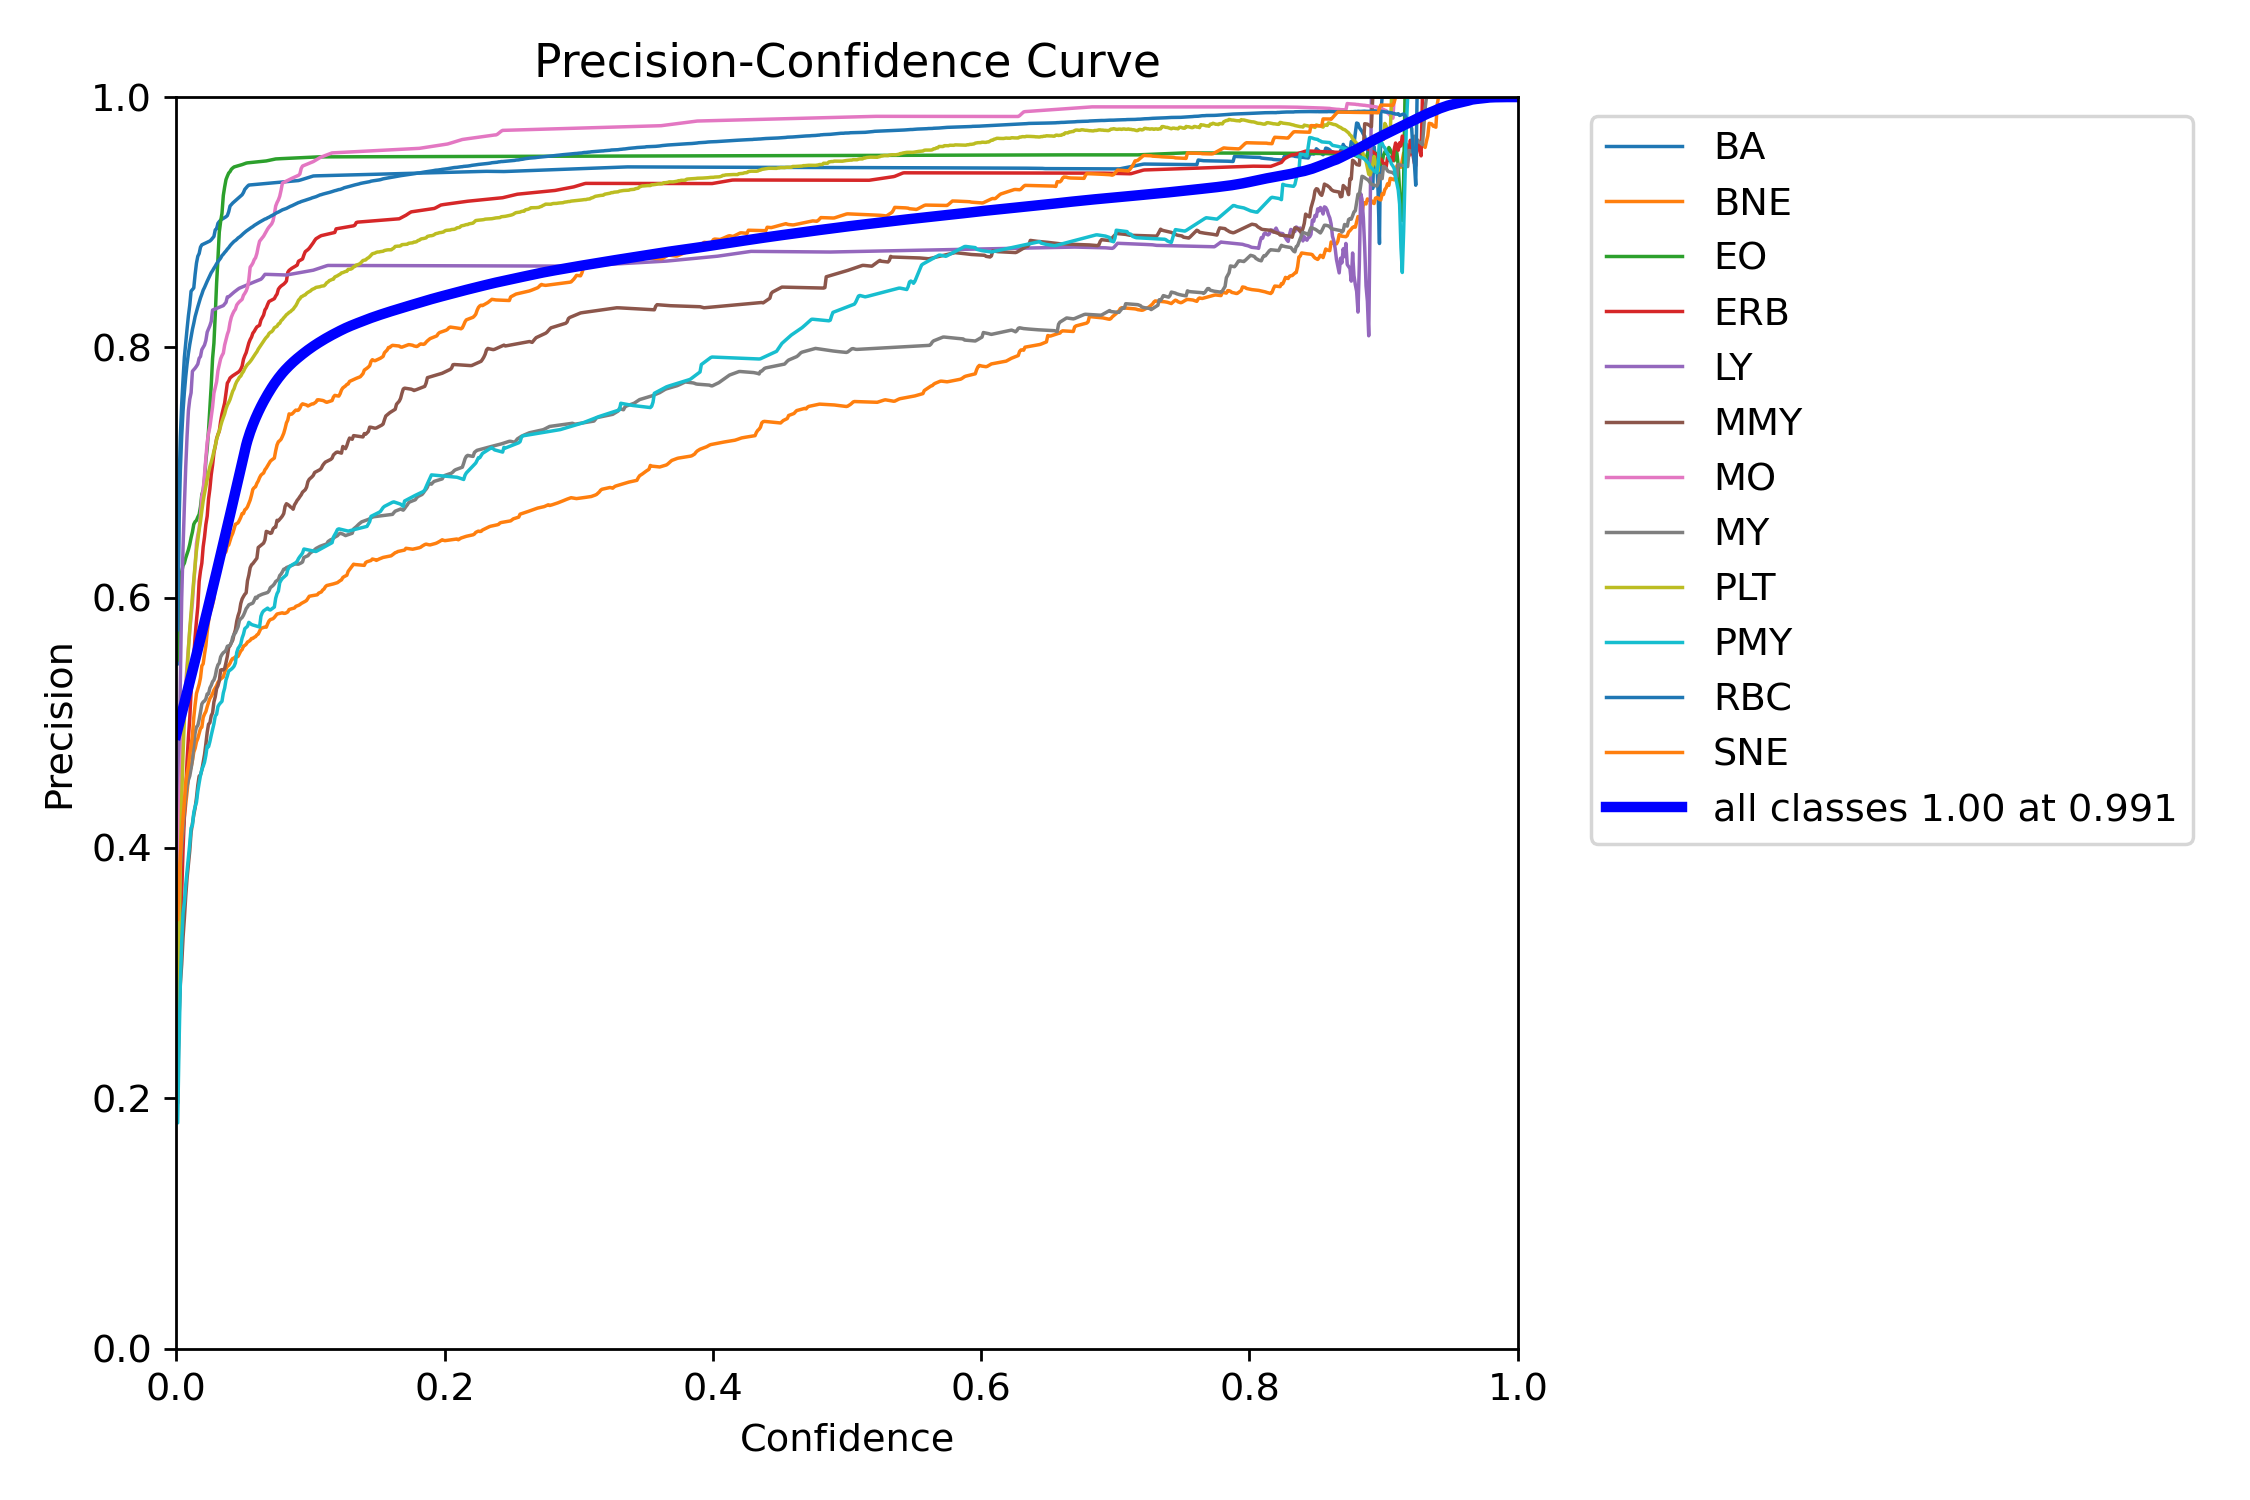 Precision-Confidence Curve
1.0
0.8
0.6
0.4
0.2
0.0
Precision
0.0 0.2 0.4 0.6 0.8 1.0
Confidence
BA
BNE
EO
ERB
LY
MMY
MO
MY
PLT
PMY
RBC
SNE
all classes 1.00 at 0.991